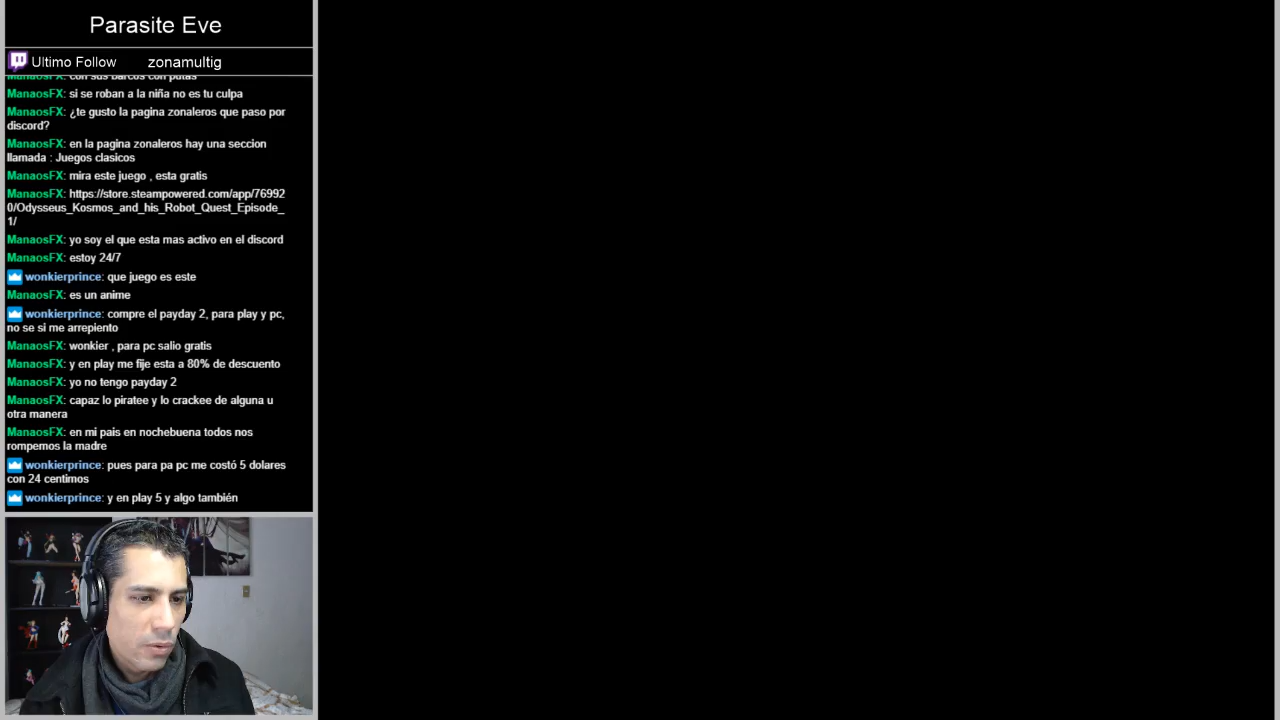 Parasite Eve
Ultimo Follow zonamultig
ManaosFX: con sus barcos con putas
ManaosFX: si se roban a la niña no es tu culpa
ManaosFX: ¿te gusto la pagina zonaleros que paso por
discord?
ManaosFX: en la pagina zonaleros hay una seccion
llamada : Juegos clasicos
ManaosFX: mira este juego , esta gratis
ManaosFX: https://store.steampowered.com/app/76992
0/Odysseus_Kosmos_and_his_Robot_Quest_Episode_
1/
ManaosFX: yo soy el que esta mas activo en el discord
ManaosFX: estoy 24/7
wonkierprince: que juego es este
ManaosFX: es un anime
wonkierprince: compre el payday 2, para play y pc,
no se si me arrepiento
ManaosFX: wonkier , para pc salio gratis
ManaosFX: y en play me fije esta a 80% de descuento
ManaosFX: yo no tengo payday 2
ManaosFX: capaz lo piratee y lo crackee de alguna u
otra manera
ManaosFX: en mi pais en nochebuena todos nos
rompemos la madre
wonkierprince: pues para pa pc me costó 5 dolares
con 24 centimos
wonkierprince: y en play 5 y algo también